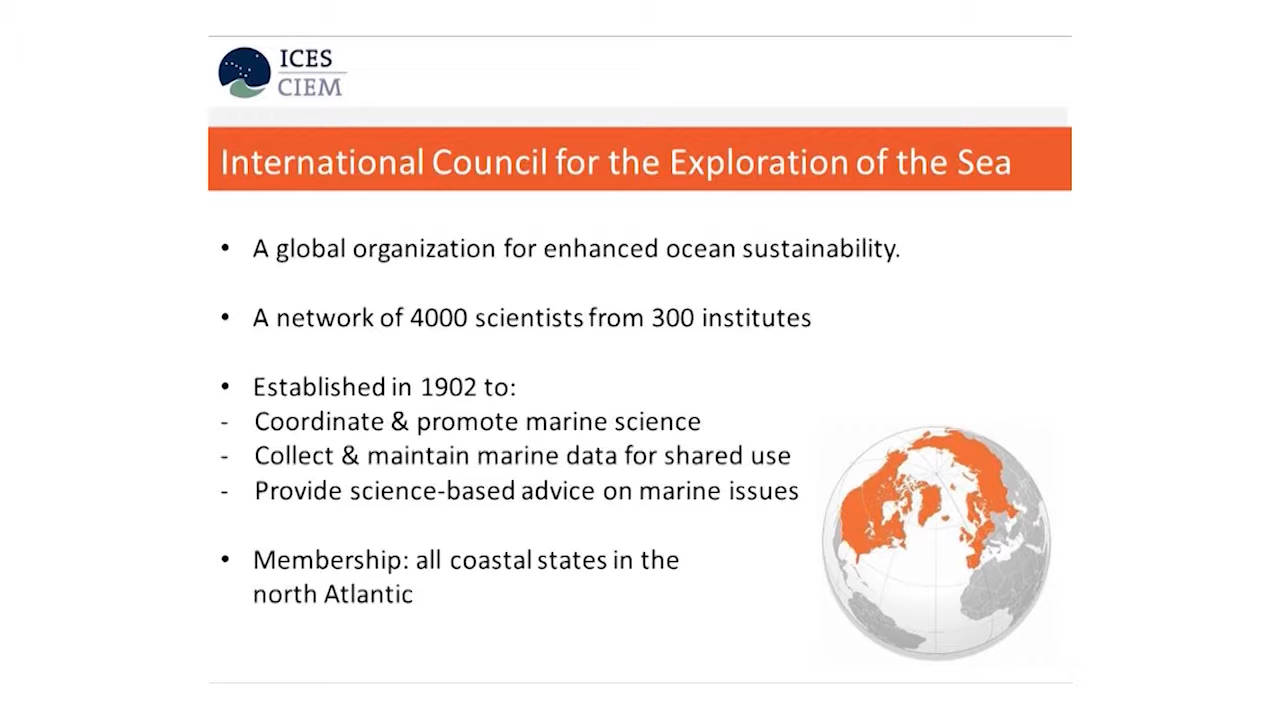 ICES
CIEM
International Council for the Exploration of the Sea
• A global organization for enhanced ocean sustainability.
• A network of 4000 scientists from 300 institutes
• Established in 1902 to:
- Coordinate & promote marine science
- Collect & maintain marine data for shared use
- Provide science-based advice on marine issues
• Membership: all coastal states in the
north Atlantic